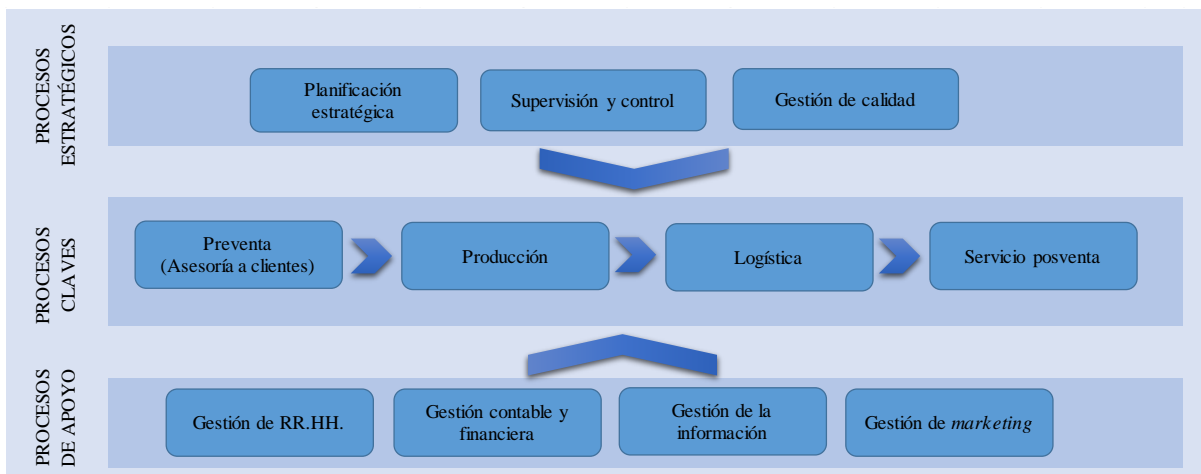 PROCESOS
ESTRATÉGICOS
Planificación
estratégica
Supervisión y control
Gestión de calidad
PROCESOS
CLAVES
Preventa
(Asesoría a clientes)
Producción
Logística
Servicio posventa
PROCESOS
DE APOYO
Gestión de RR.HH.
Gestión contable y
financiera
Gestión de la
información
Gestión de marketing